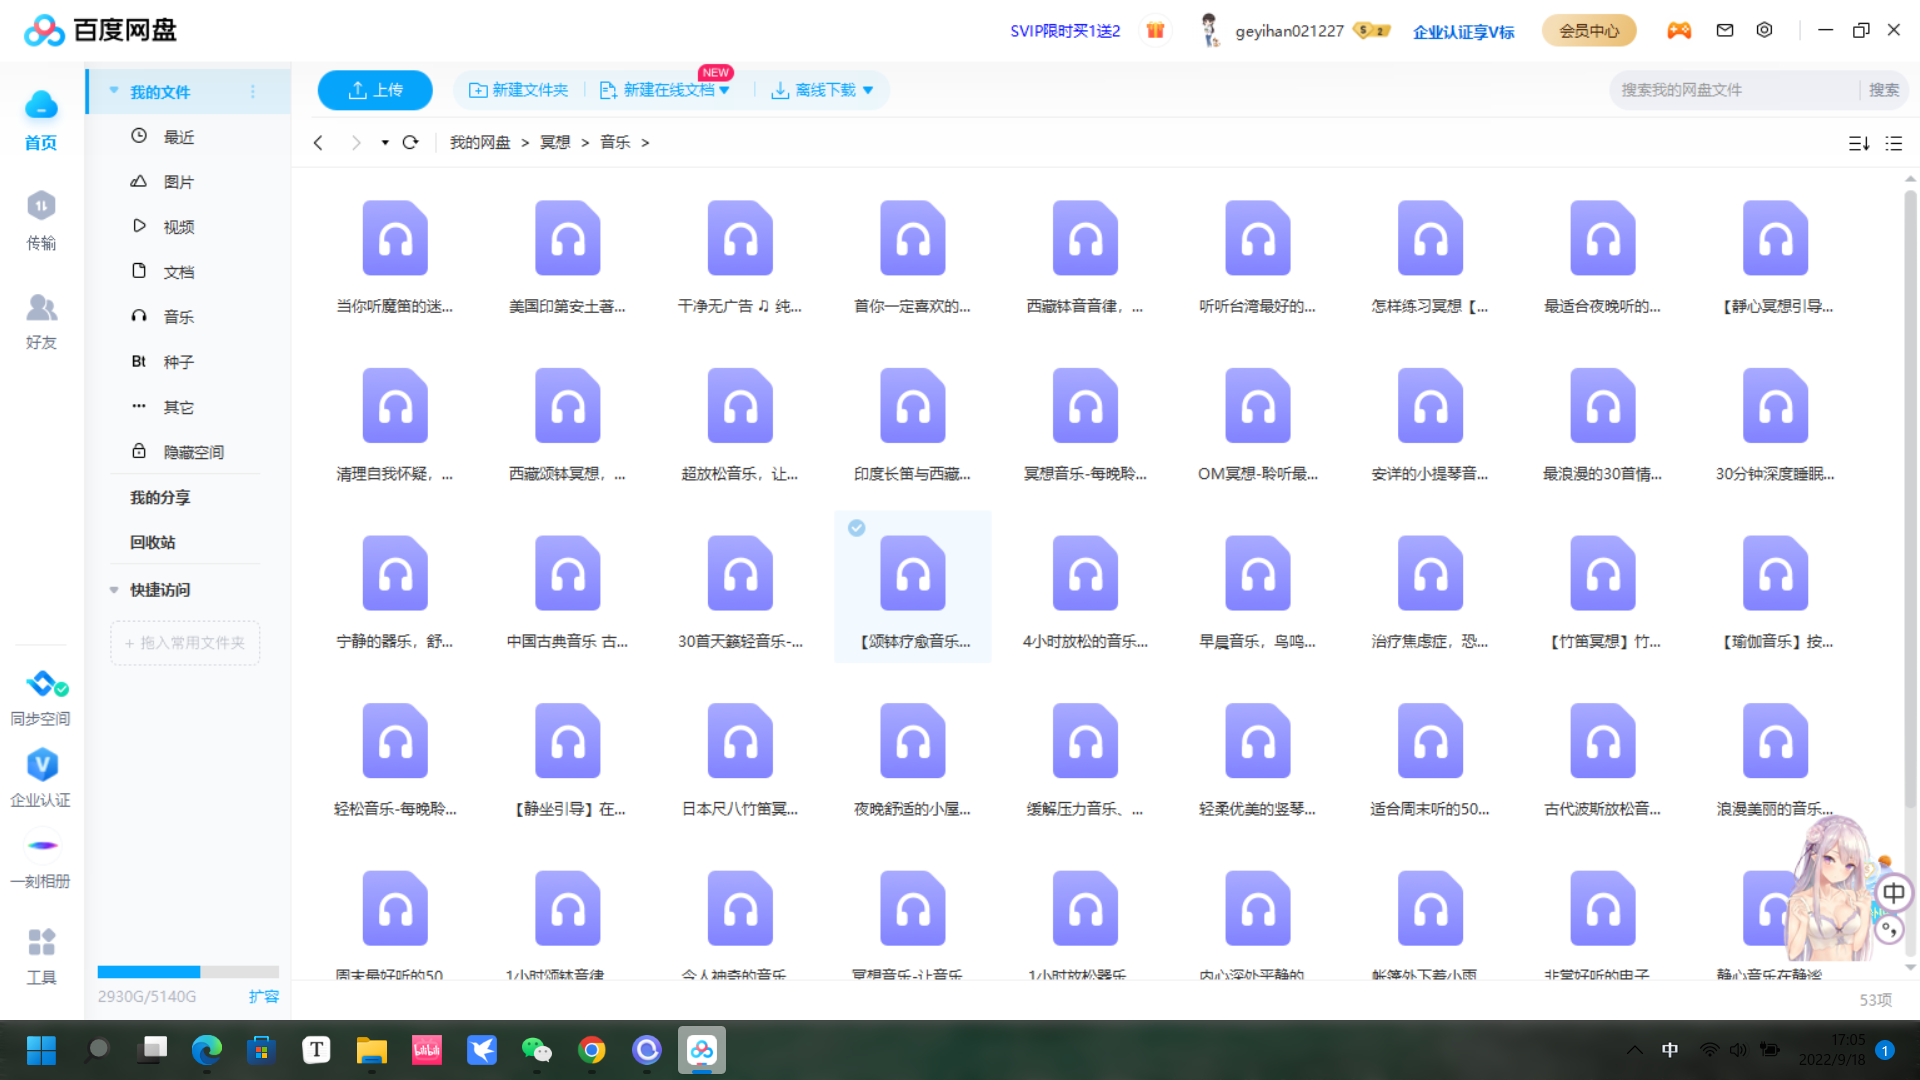 百度网盘
SVIP限时买1送2
geyihan021227
S 2
企业认证享V标
会员中心
首页
传输
好友
同步空间
企业认证
一刻相册
工具
我的文件
最近
图片
视频
文档
音乐
Bt 种子
其它
隐藏空间
我的分享
回收站
快捷访问
+ 拖入常用文件夹
2930G/5140G 扩容
上传
新建文件夹
新建在线文档
NEW
离线下载
搜索我的网盘文件 搜索
我的网盘 > 冥想 > 音乐 >
当你听魔笛的迷...
美国印第安土著...
干净无广告 ♫ 纯...
首你一定喜欢的...
西藏钵音音律，...
听听台湾最好的...
怎样练习冥想【...
最适合夜晚听的...
【靜心冥想引导...
清理自我怀疑，...
西藏颂钵冥想，...
超放松音乐，让...
印度长笛与西藏...
冥想音乐-每晚聆...
OM冥想-聆听最...
安详的小提琴音...
最浪漫的30首情...
30分钟深度睡眠...
宁静的器乐，舒...
中国古典音乐 古...
30首天籁轻音乐-...
【颂钵疗愈音乐...
4小时放松的音乐...
早晨音乐，鸟鸣...
治疗焦虑症，恐...
【竹笛冥想】竹...
【瑜伽音乐】按...
轻松音乐-每晚聆...
【静坐引导】在...
日本尺八竹笛冥...
夜晚舒适的小屋...
缓解压力音乐、...
轻柔优美的竖琴...
适合周末听的50...
古代波斯放松音...
浪漫美丽的音乐...
周末最好听的50
1小时颂钵音律
令人神奇的音乐
冥想音乐-让音乐
1小时放松器乐
内心深处平静的
帐篷外下着小雨
非常好听的电子
静心音乐在静谧
中
53项
T
bilibili
中
17:05
2022/9/18
1